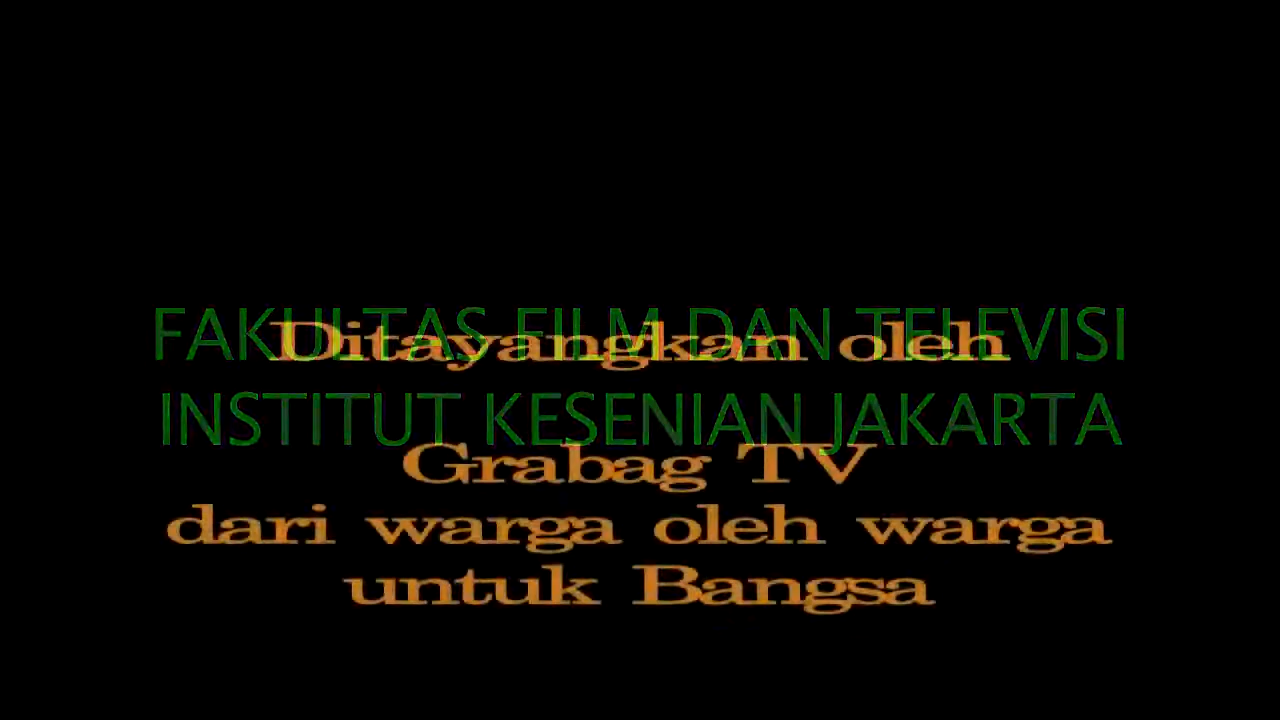 FAKULTAS FILM DAN TELEVISI
Ditayangkan oleh
INSTITUT KESENIAN JAKARTA
Grabag TV
dari warga oleh warga
untuk Bangsa